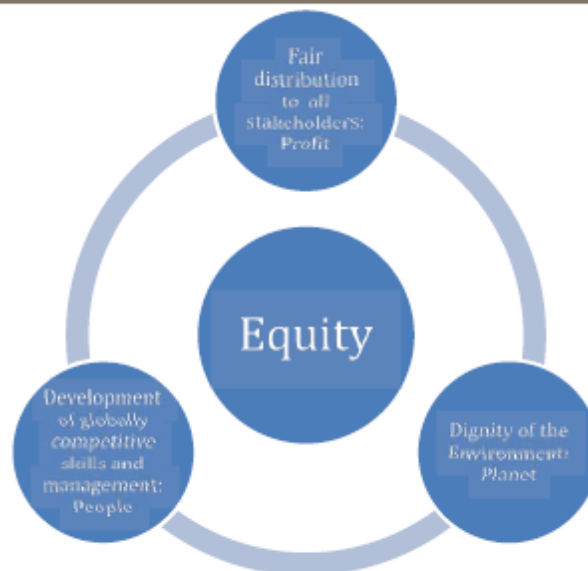 Fair
distribution
to all
stakeholders:
Profit
Equity
Development
of globally
competitive
skills and
management:
People
Dignity of the
Environment:
Planet